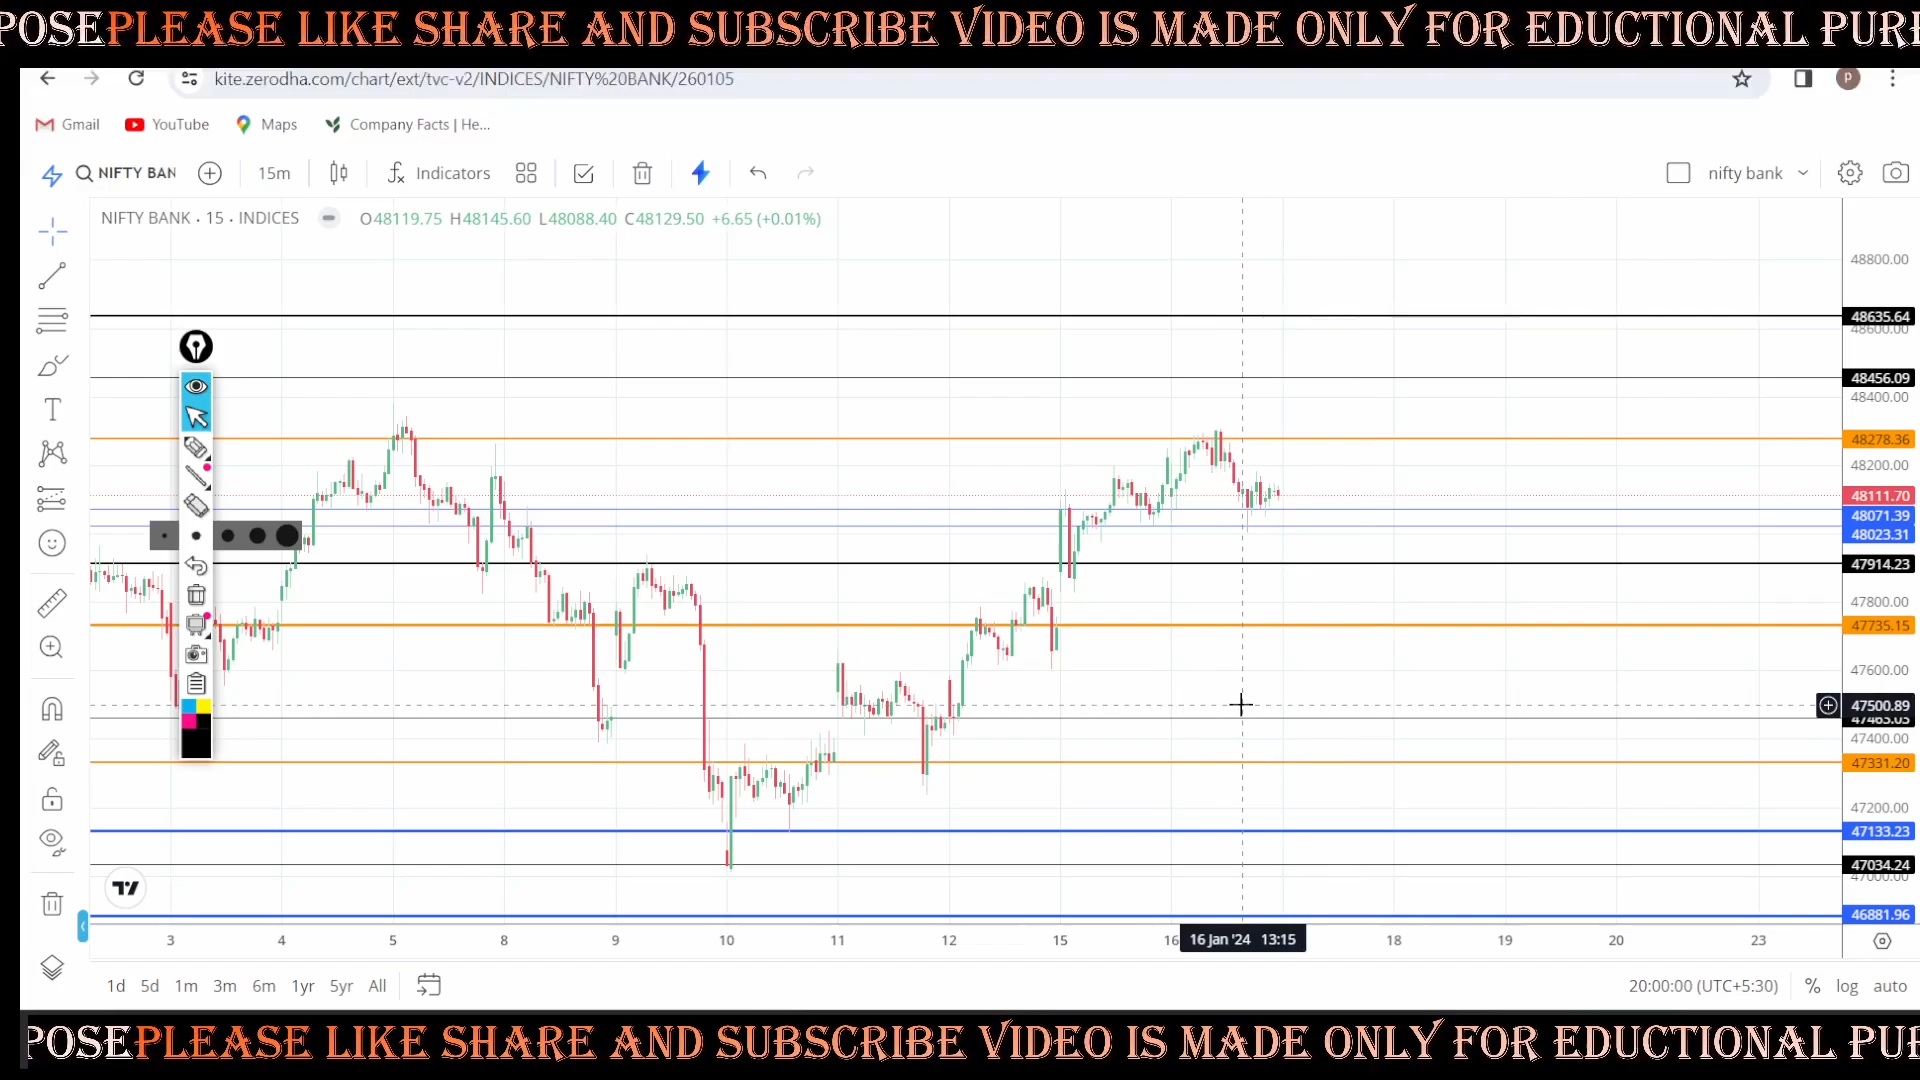 POSEPLEASE LIKE SHARE AND SUBSCRIBE VIDEO IS MADE ONLY FOR EDUCTIONAL PUR
kite.zerodha.com/chart/ext/tvc-v2/INDICES/NIFTY%20BANK/260105
P
Gmail YouTube Maps Company Facts | He...
NIFTY BAN 15m Indicators nifty bank
NIFTY BANK · 15 · INDICES O48119.75 H48145.60 L48088.40 C48129.50 +6.65 (+0.01%)
48800.00
48635.64
48600.00
48456.09
48400.00
48278.36
48200.00
48111.70
48071.39
48023.31
47914.23
47800.00
47735.15
47600.00
47500.89
47463.05
47400.00
47331.20
47200.00
47133.23
47034.24
47000.00
46881.96
3 4 5 8 9 10 11 12 15 16 16 Jan '24 13:15 18 19 20 23
1d 5d 1m 3m 6m 1yr 5yr All 20:00:00 (UTC+5:30) % log auto
POSEPLEASE LIKE SHARE AND SUBSCRIBE VIDEO IS MADE ONLY FOR EDUCTIONAL PU